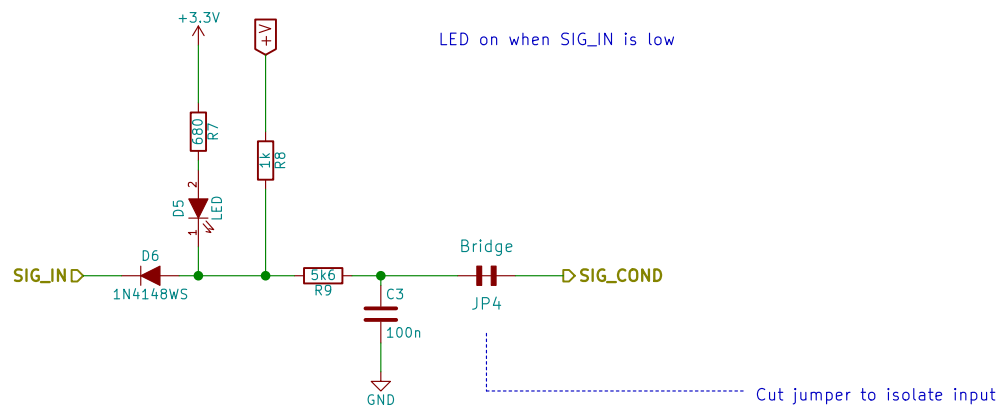 +3.3V
+V
LED on when SIG_IN is low
680
R7
1k
R8
2
D5
LED
1
D6
SIG_IN
1N4148WS
5k6
R9
C3
100n
GND
Bridge
JP4
SIG_COND
Cut jumper to isolate input